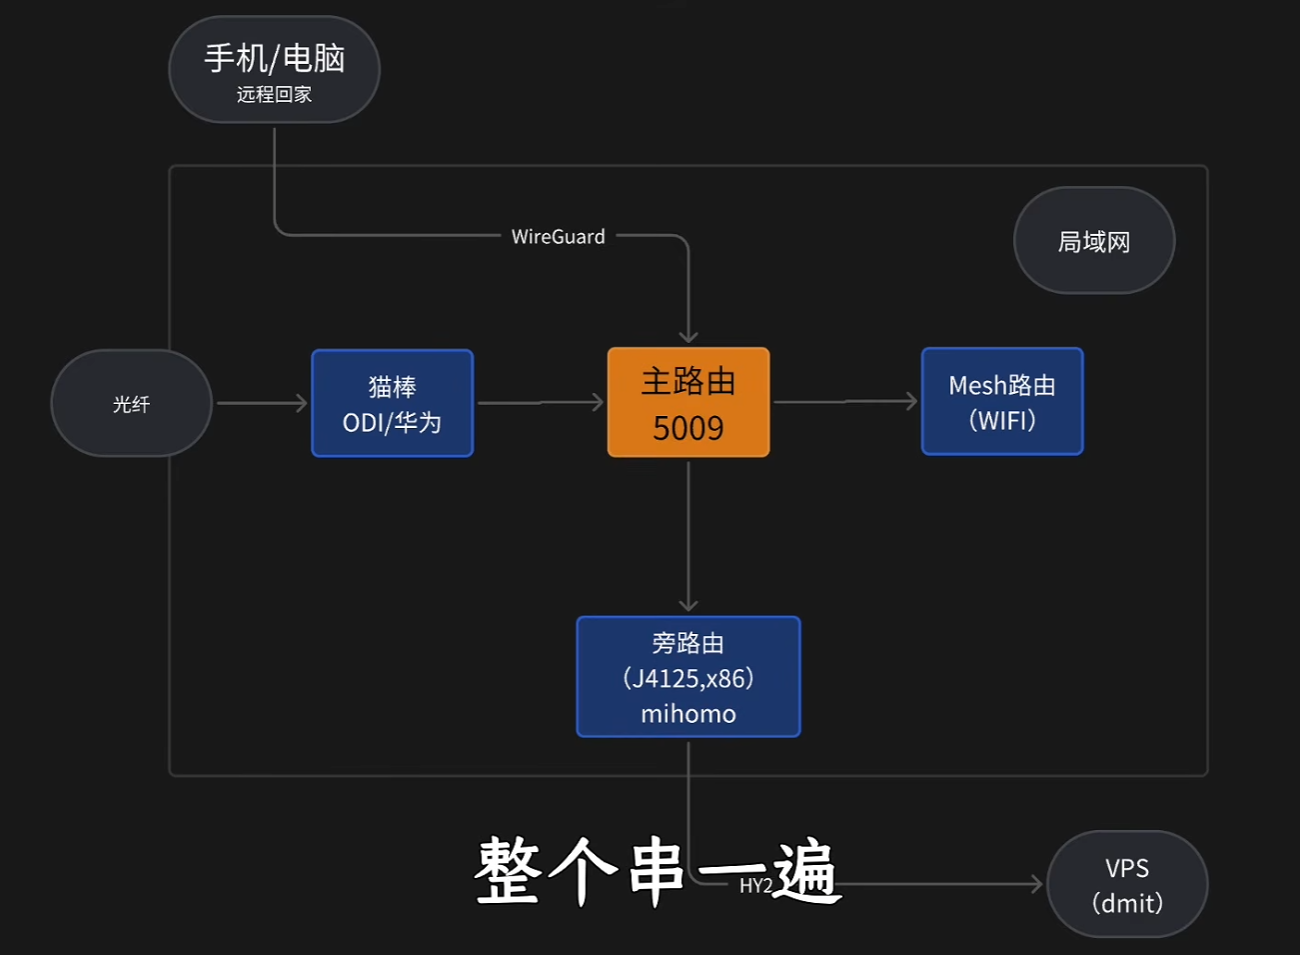 手机/电脑
远程回家
WireGuard
局域网
光纤
猫棒
ODI/华为
主路由
5009
Mesh路由
（WIFI）
旁路由
（J4125,x86）
mihomo
整个串一遍
HY2
VPS
（dmit）